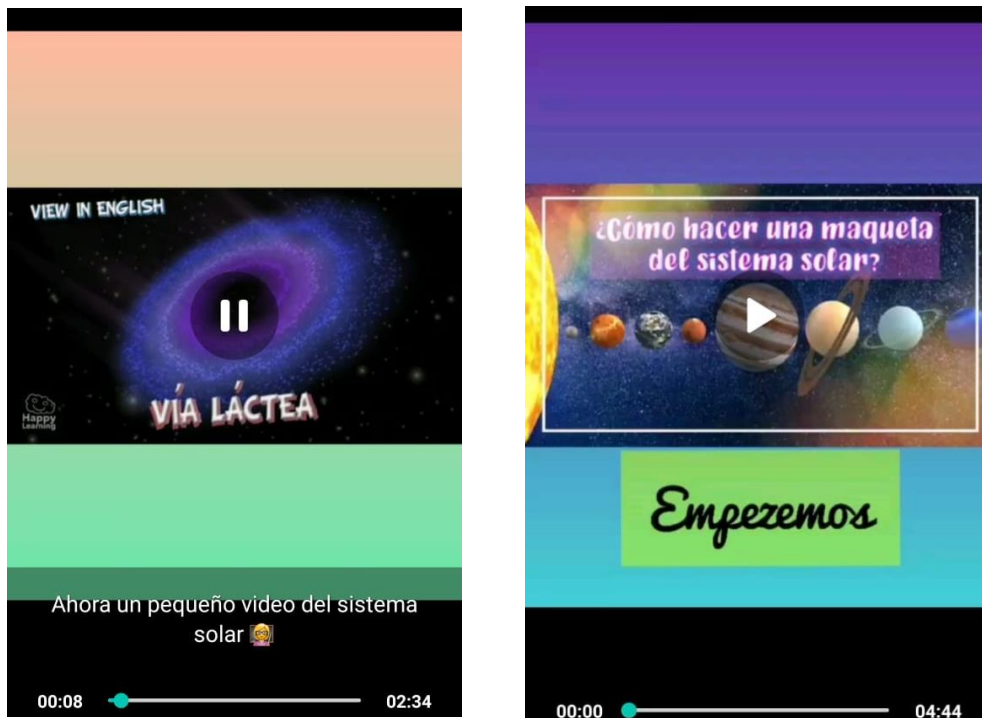 VIEW IN ENGLISH
Happy
Learning
VÍA LÁCTEA
Ahora un pequeño video del sistema
solar
00:08
02:34
¿Cómo hacer una maqueta
del sistema solar?
Empezemos
00:00
04:44